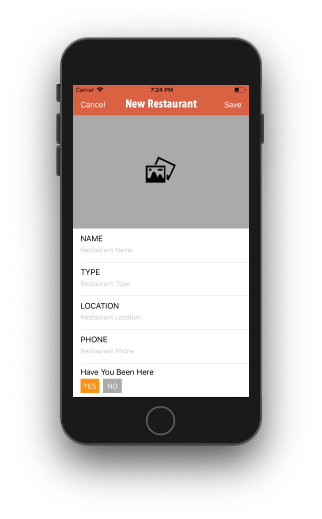 Carrier 7:24 PM
Cancel New Restaurant Save
NAME
Restaurant Name
TYPE
Restaurant Type
LOCATION
Restaurant Location
PHONE
Restaurant Phone
Have You Been Here
YES NO